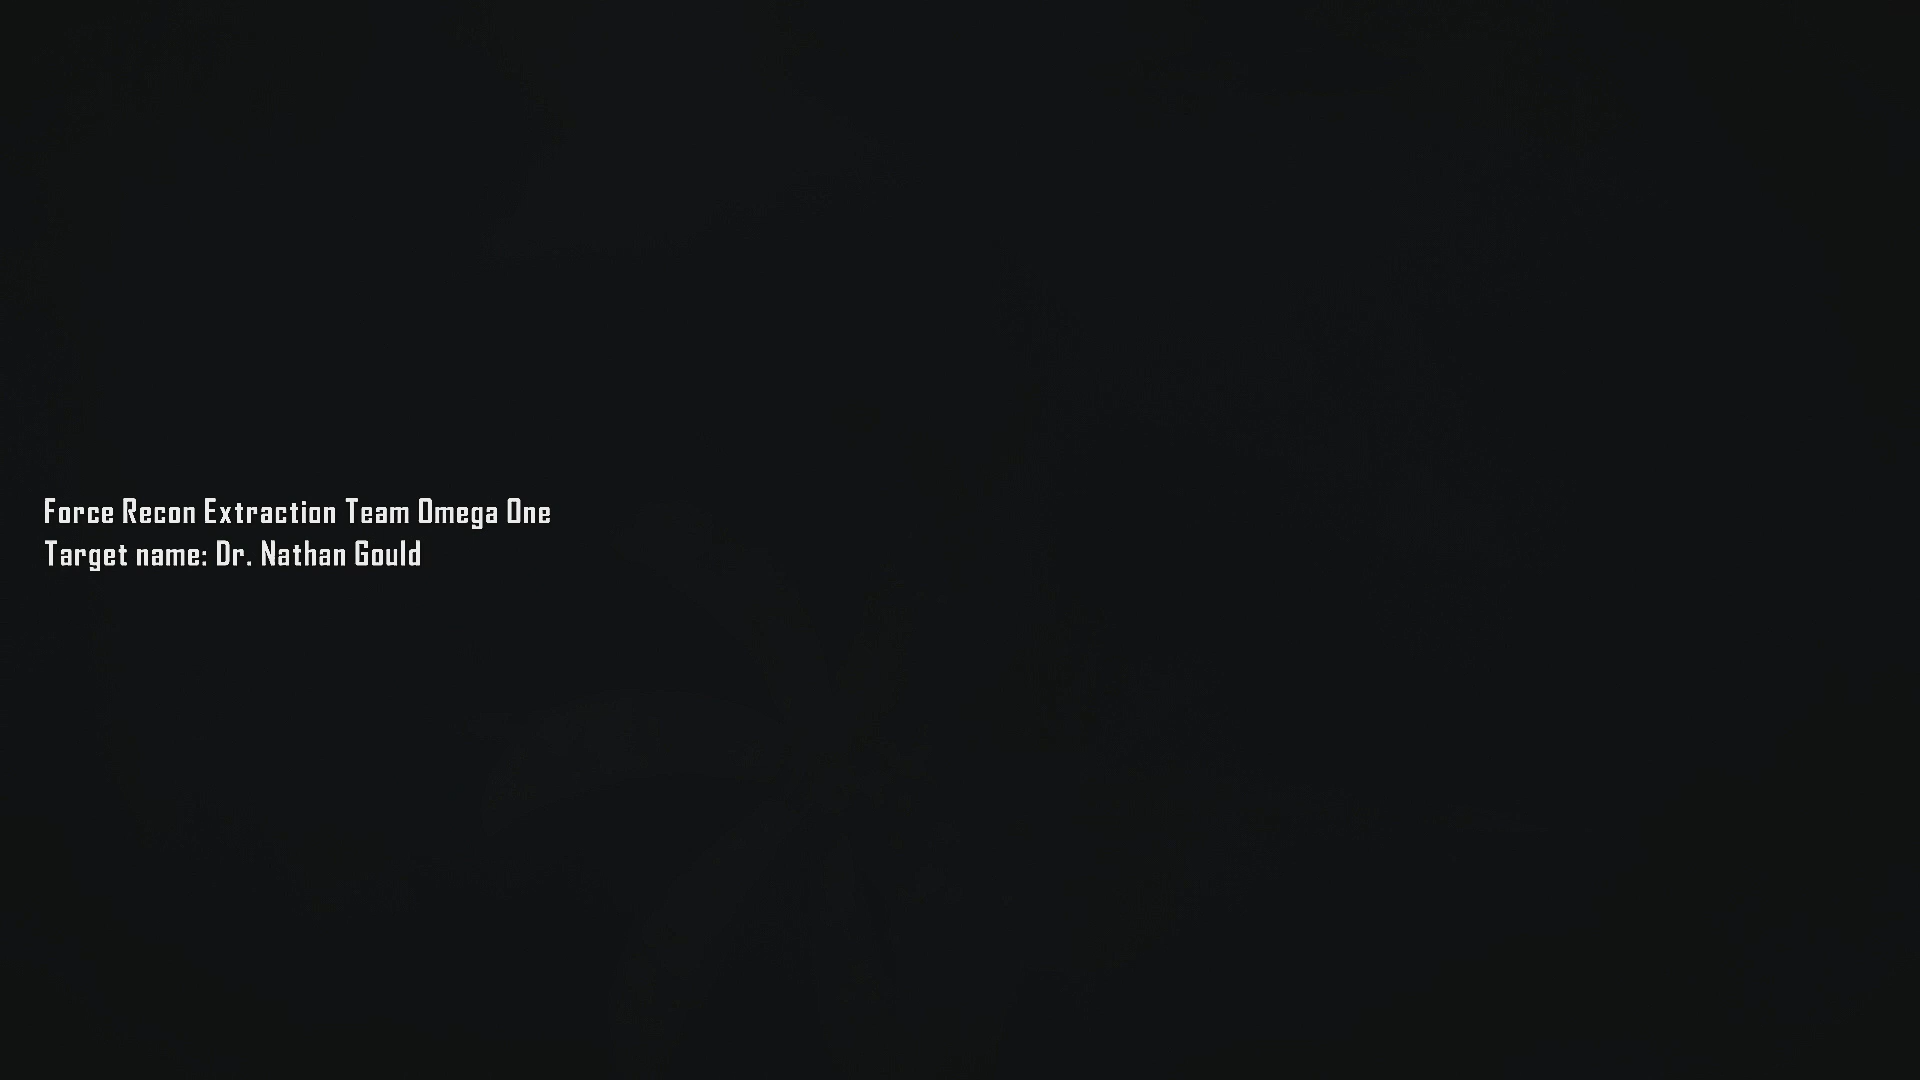 Force Recon Extraction Team Omega One
Target name: Dr. Nathan Gould